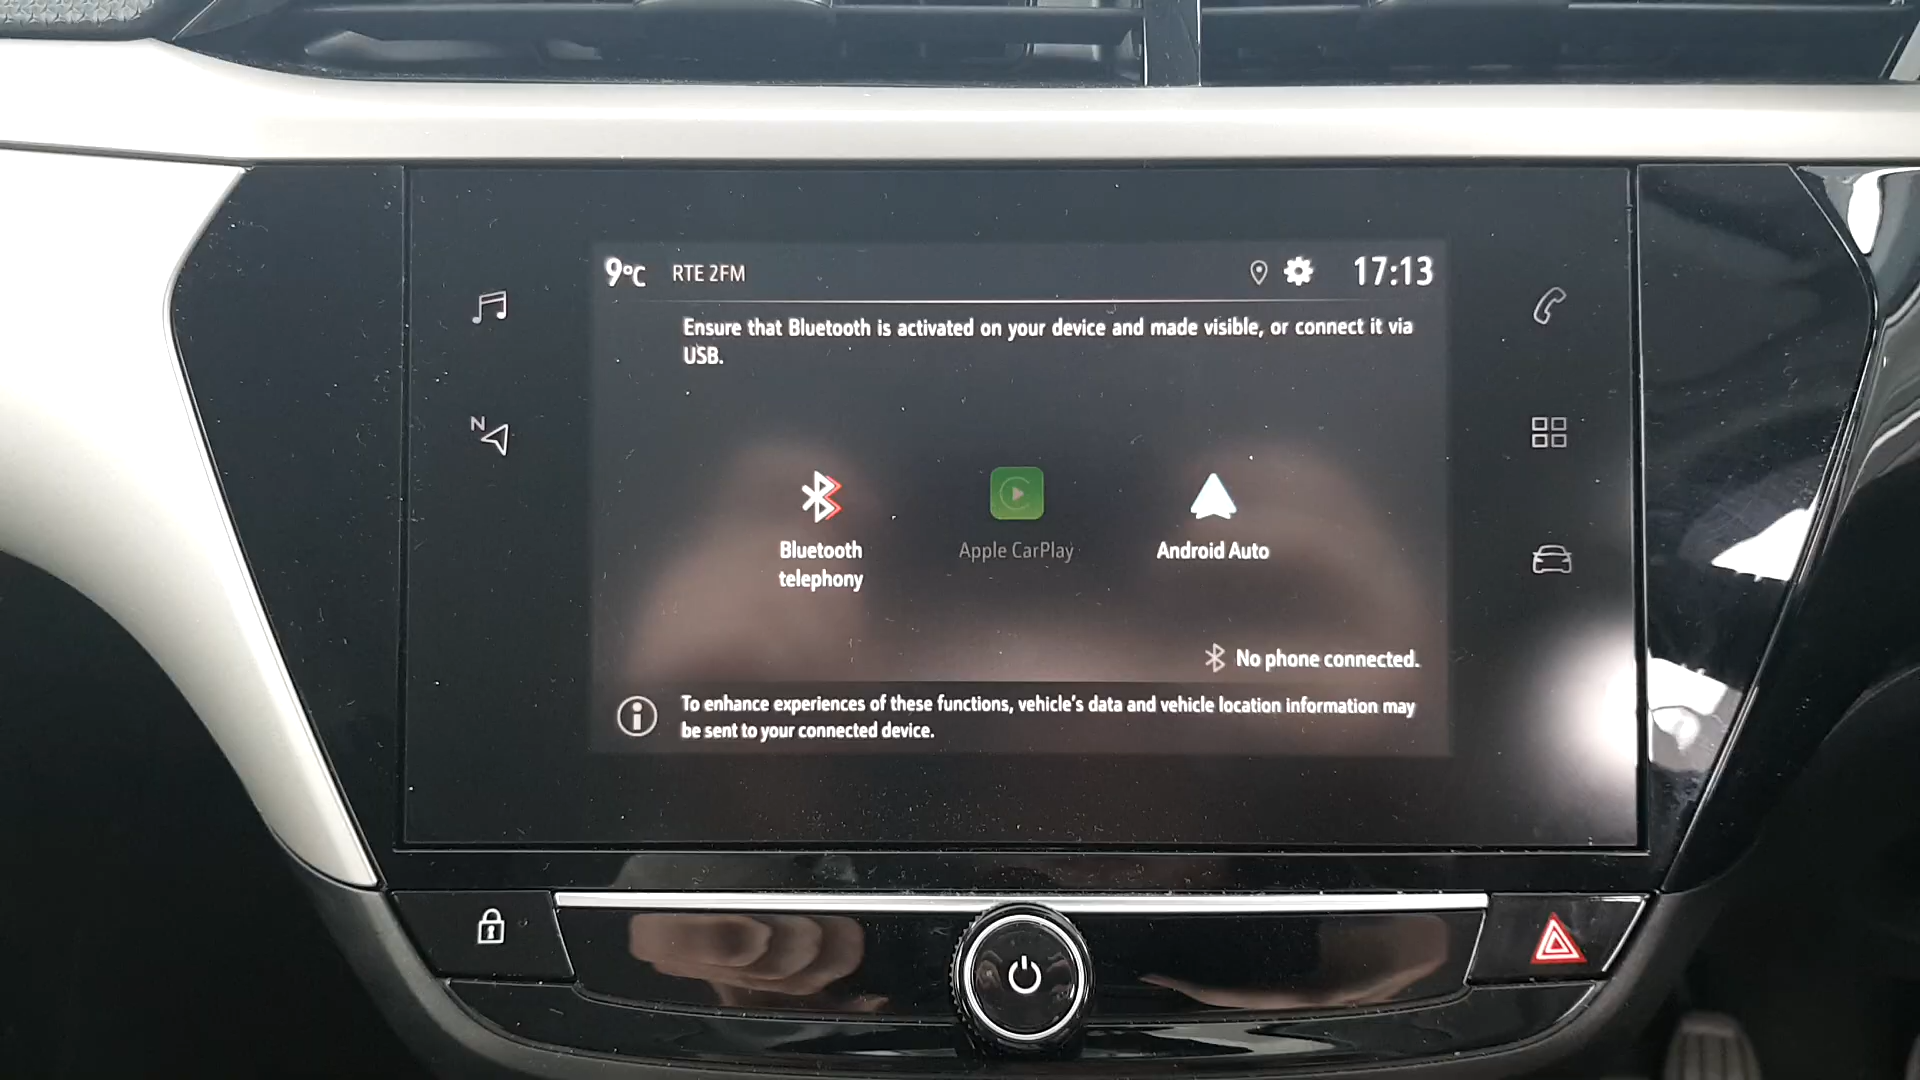 9°C RTE 2FM 17:13
Ensure that Bluetooth is activated on your device and made visible, or connect it via
USB.
N
Bluetooth
telephony
Apple CarPlay
Android Auto
No phone connected.
To enhance experiences of these functions, vehicle's data and vehicle location information may
be sent to your connected device.